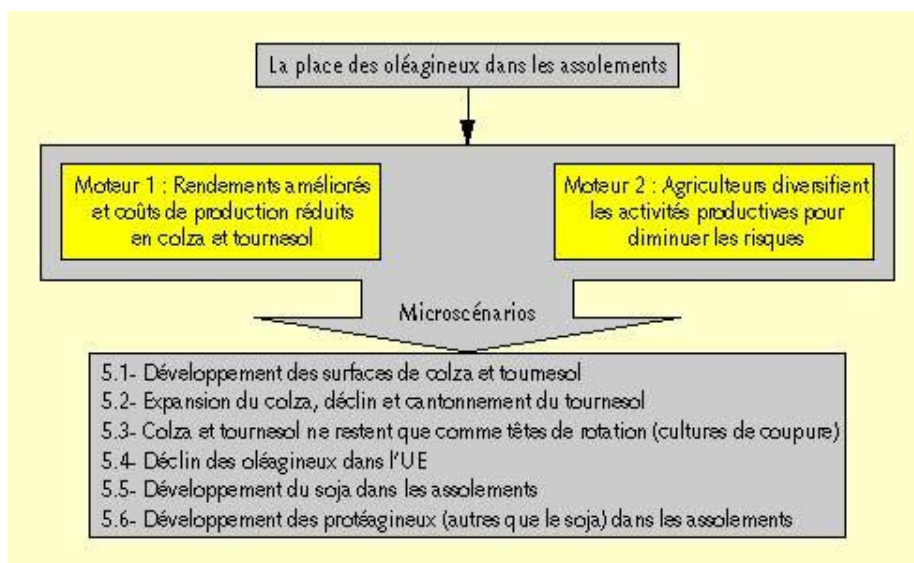 La place des oléagineux dans les assolements
Moteur 1 : Rendements améliorés
et coûts de production réduits
en colza et tournesol
Moteur 2 : Agriculteurs diversifient
les activités productives pour
diminuer les risques
Microscénarios
5.1- Développement des surfaces de colza et tournesol
5.2- Expansion du colza, déclin et cantonnement du tournesol
5.3- Colza et tournesol ne restent que comme têtes de rotation (cultures de coupure)
5.4- Déclin des oléagineux dans l'UE
5.5- Développement du soja dans les assolements
5.6- Développement des protéagineux (autres que le soja) dans les assolements